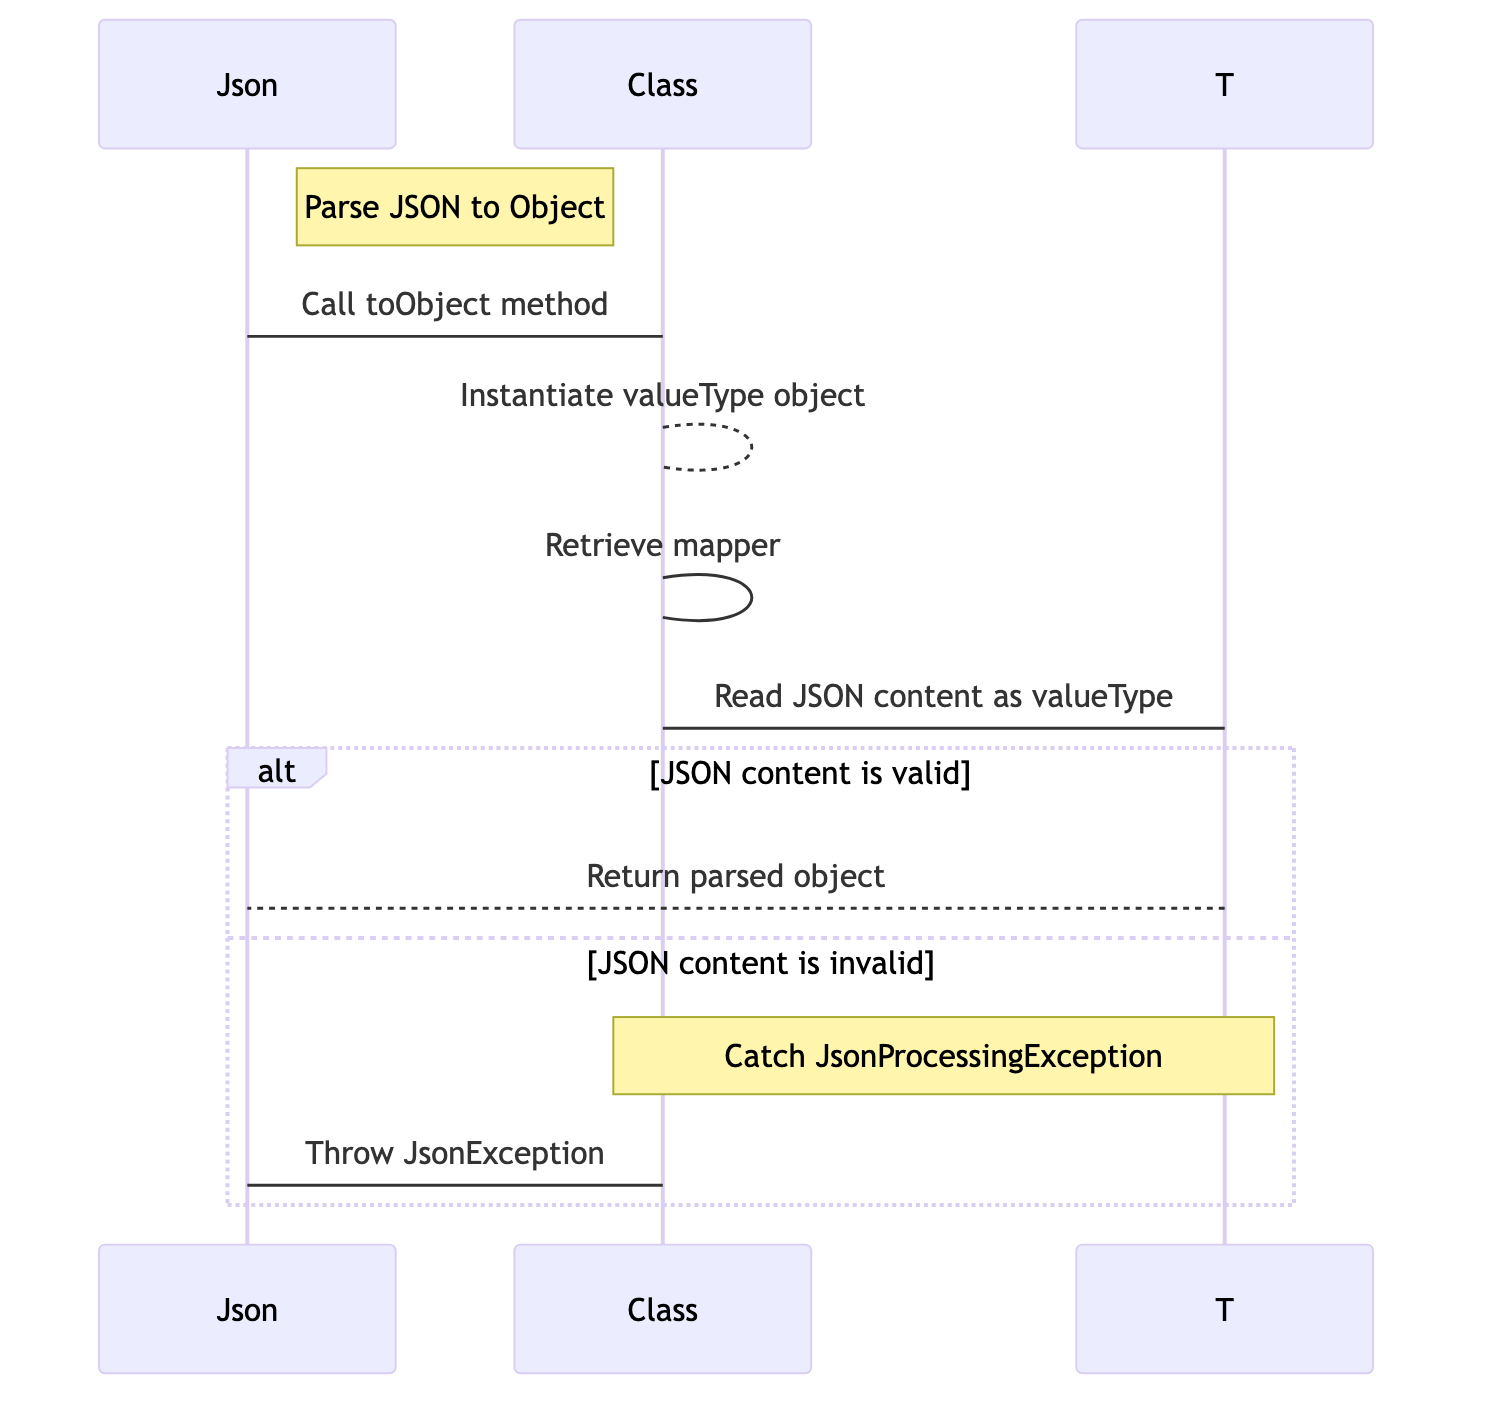 Json
Class
T
Parse JSON to Object
Call toObject method
Instantiate valueType object
Retrieve mapper
Read JSON content as valueType
alt
[JSON content is valid]
Return parsed object
[JSON content is invalid]
Catch JsonProcessingException
Throw JsonException
Json
Class
T